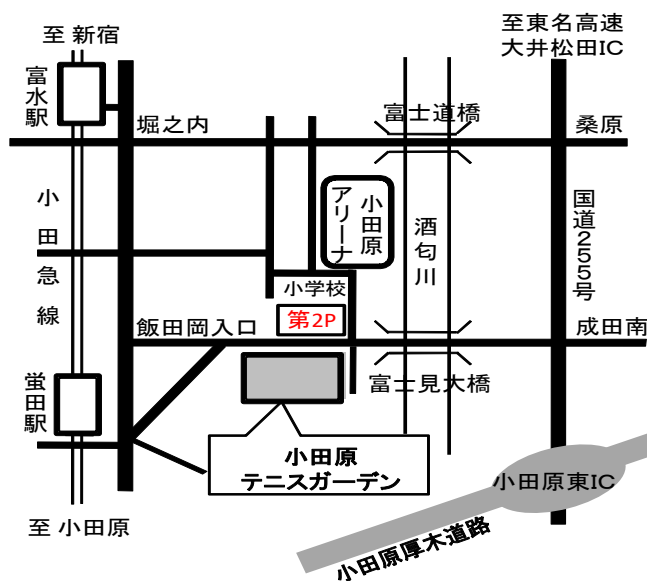 至 新宿
至東名高速
大井松田IC
富水駅
堀之内
富士道橋
桑原
小田急線
小田原
アリーナ
酒匂川
国道255号
小学校
第2P
飯田岡入口
成田南
富士見大橋
蛍田駅
小田原
テニスガーデン
小田原東IC
至 小田原
小田原厚木道路